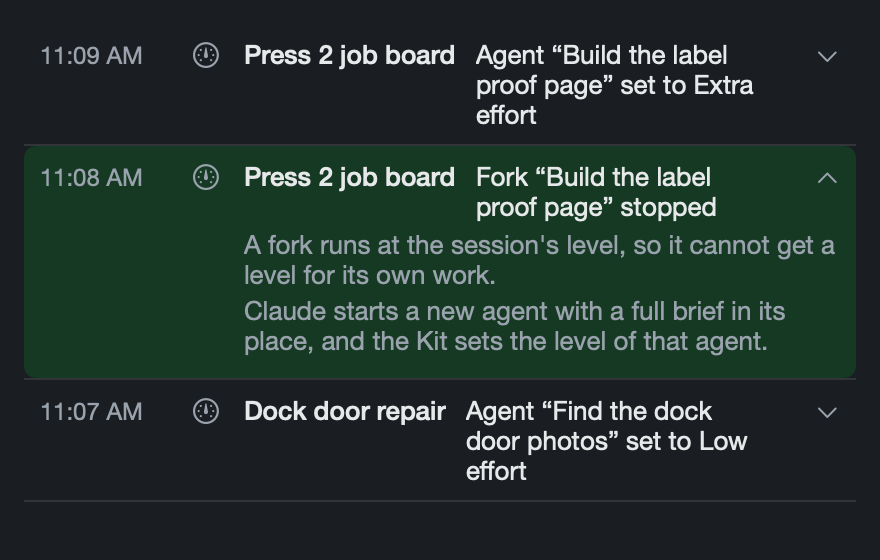 11:09 AM Press 2 job board Agent “Build the label
proof page” set to Extra
effort
11:08 AM Press 2 job board Fork “Build the label
proof page” stopped
A fork runs at the session's level, so it cannot get a
level for its own work.
Claude starts a new agent with a full brief in its
place, and the Kit sets the level of that agent.
11:07 AM Dock door repair Agent “Find the dock
door photos” set to Low
effort